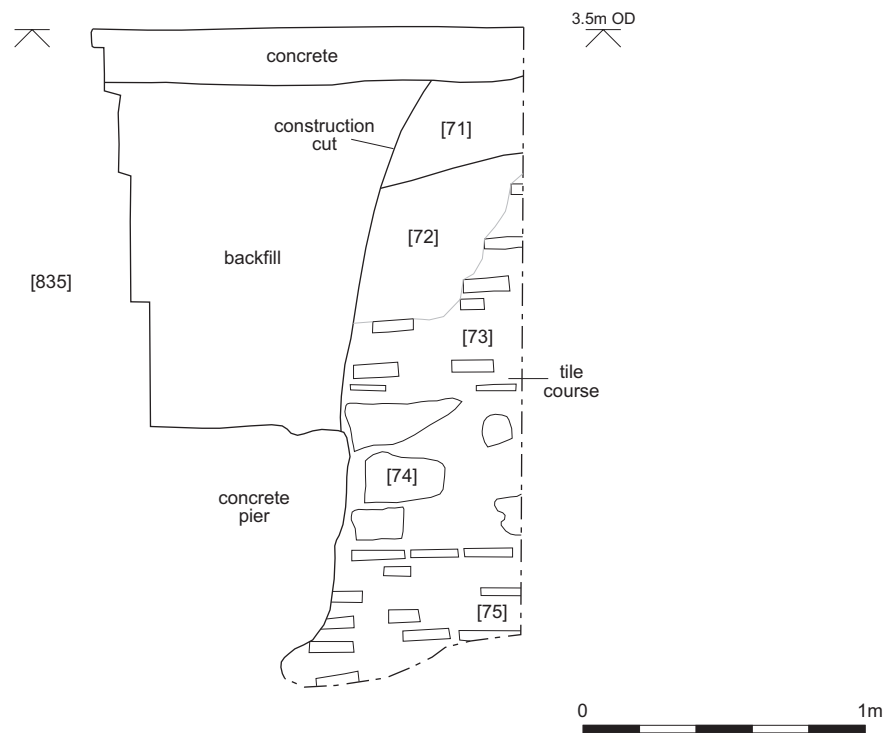 3.5m OD
concrete
construction
cut
[71]
[72]
backfill
[835]
[73]
tile
course
[74]
concrete
pier
[75]
0
1m